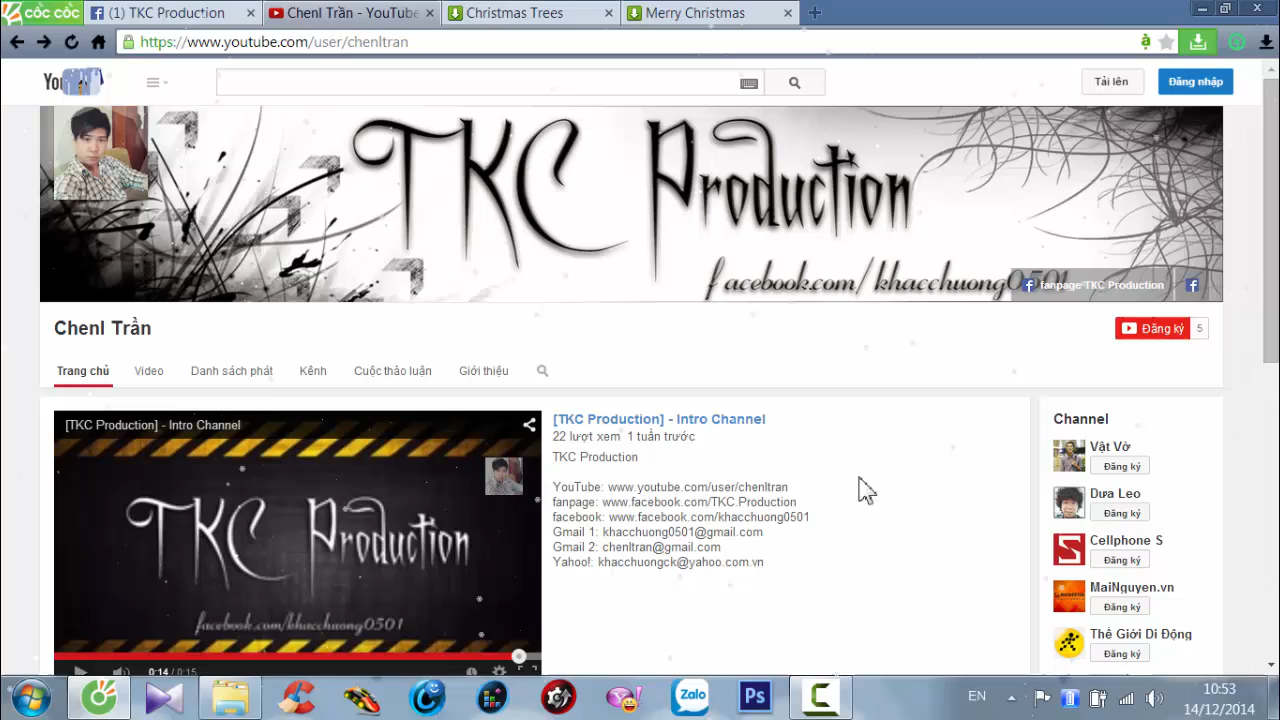 CỐC CỐC
(1) TKC Production
Chenl Trần - YouTube
Christmas Trees
Merry Christmas
https://www.youtube.com/user/chenltran
You
Tải lên
Đăng nhập
TKC Production
facebook.com/khacchuong0501
fanpage TKC Production
Chenl Trần
Đăng ký
5
Trang chủ
Video
Danh sách phát
Kênh
Cuộc thảo luận
Giới thiệu
[TKC Production] - Intro Channel
TKC Production
facebook.com/khacchuong0501
0:14 / 0:15
[TKC Production] - Intro Channel
22 lượt xem 1 tuần trước
TKC Production
YouTube: www.youtube.com/user/chenltran
fanpage: www.facebook.com/TKC.Production
facebook: www.facebook.com/khacchuong0501
Gmail 1: khacchuong0501@gmail.com
Gmail 2: chenltran@gmail.com
Yahoo!: khacchuongck@yahoo.com.vn
Channel
Vật Vờ
Đăng ký
Dưa Leo
Đăng ký
Cellphone S
Đăng ký
MaiNguyen.vn
Đăng ký
Thế Giới Di Động
Đăng ký
Zalo
Ps
EN
10:53
14/12/2014